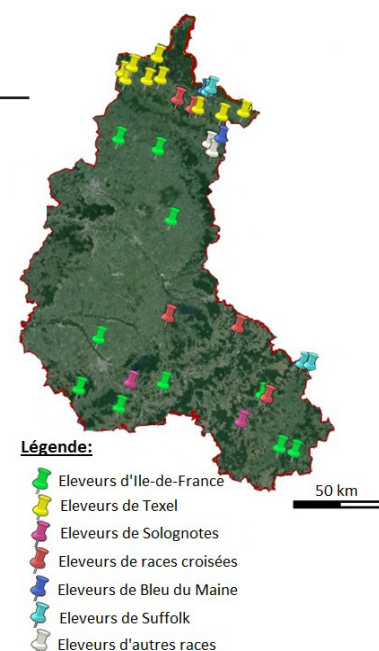 Légende:
50 km
Eleveurs d'Ile-de-France
Eleveurs de Texel
Eleveurs de Solognotes
Eleveurs de races croisées
Eleveurs de Bleu du Maine
Eleveurs de Suffolk
Eleveurs d'autres races